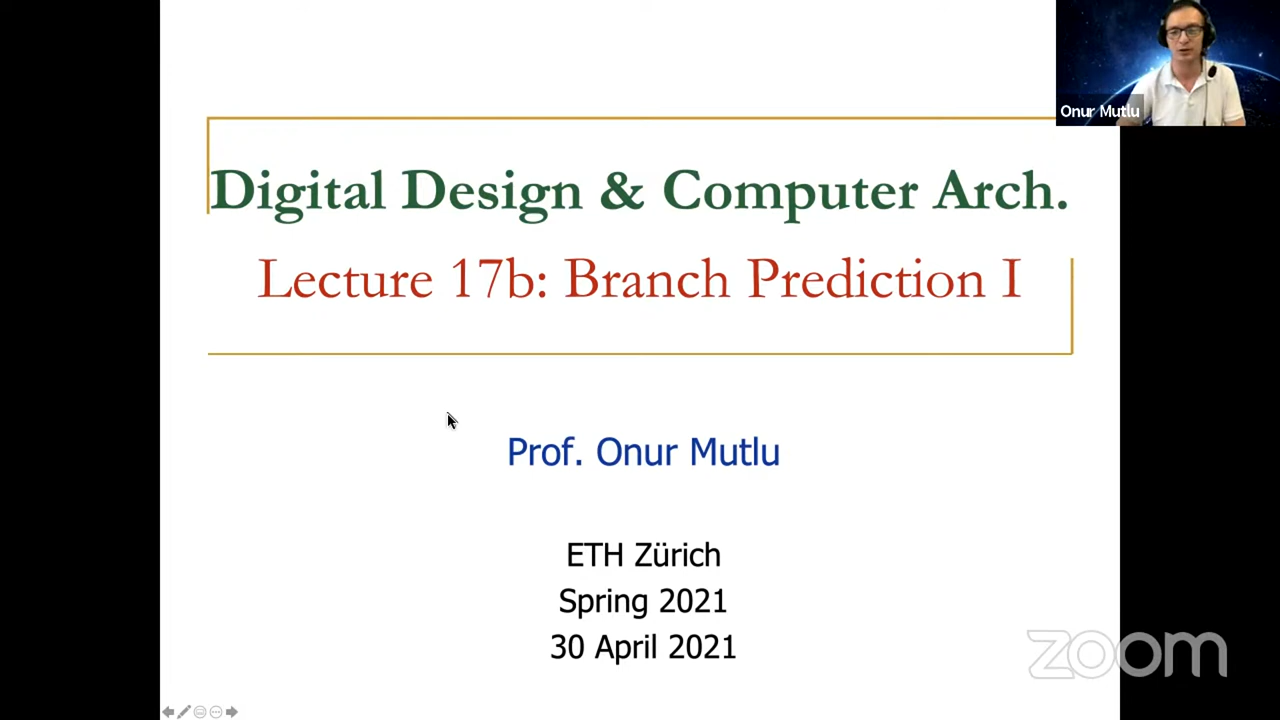 Onur Mutlu
Digital Design & Computer Arch.
Lecture 17b: Branch Prediction I
Prof. Onur Mutlu
ETH Zürich
Spring 2021
30 April 2021
zoom